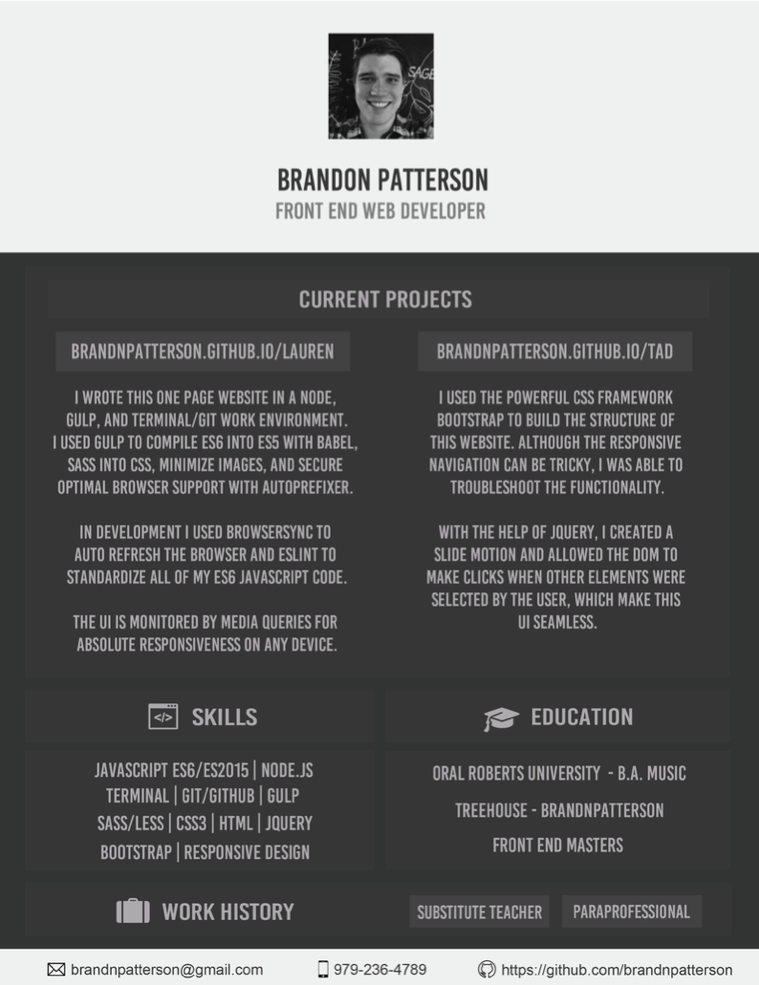 SAGE
BRANDON PATTERSON
FRONT END WEB DEVELOPER
CURRENT PROJECTS
BRANDNPATTERSON.GITHUB.IO/LAUREN
I WROTE THIS ONE PAGE WEBSITE IN A NODE,
GULP, AND TERMINAL/GIT WORK ENVIRONMENT.
I USED GULP TO COMPILE ES6 INTO ES5 WITH BABEL,
SASS INTO CSS, MINIMIZE IMAGES, AND SECURE
OPTIMAL BROWSER SUPPORT WITH AUTOPREFIXER.
IN DEVELOPMENT I USED BROWSERSYNC TO
AUTO REFRESH THE BROWSER AND ESLINT TO
STANDARDIZE ALL OF MY ES6 JAVASCRIPT CODE.
THE UI IS MONITORED BY MEDIA QUERIES FOR
ABSOLUTE RESPONSIVENESS ON ANY DEVICE.
BRANDNPATTERSON.GITHUB.IO/TAD
I USED THE POWERFUL CSS FRAMEWORK
BOOTSTRAP TO BUILD THE STRUCTURE OF
THIS WEBSITE. ALTHOUGH THE RESPONSIVE
NAVIGATION CAN BE TRICKY, I WAS ABLE TO
TROUBLESHOOT THE FUNCTIONALITY.
WITH THE HELP OF JQUERY, I CREATED A
SLIDE MOTION AND ALLOWED THE DOM TO
MAKE CLICKS WHEN OTHER ELEMENTS WERE
SELECTED BY THE USER, WHICH MAKE THIS
UI SEAMLESS.
</> SKILLS
JAVASCRIPT ES6/ES2015 | NODE.JS
TERMINAL | GIT/GITHUB | GULP
SASS/LESS | CSS3 | HTML | JQUERY
BOOTSTRAP | RESPONSIVE DESIGN
EDUCATION
ORAL ROBERTS UNIVERSITY - B.A. MUSIC
TREEHOUSE - BRANDNPATTERSON
FRONT END MASTERS
WORK HISTORY
SUBSTITUTE TEACHER
PARAPROFESSIONAL
brandnpatterson@gmail.com
979-236-4789
https://github.com/brandnpatterson